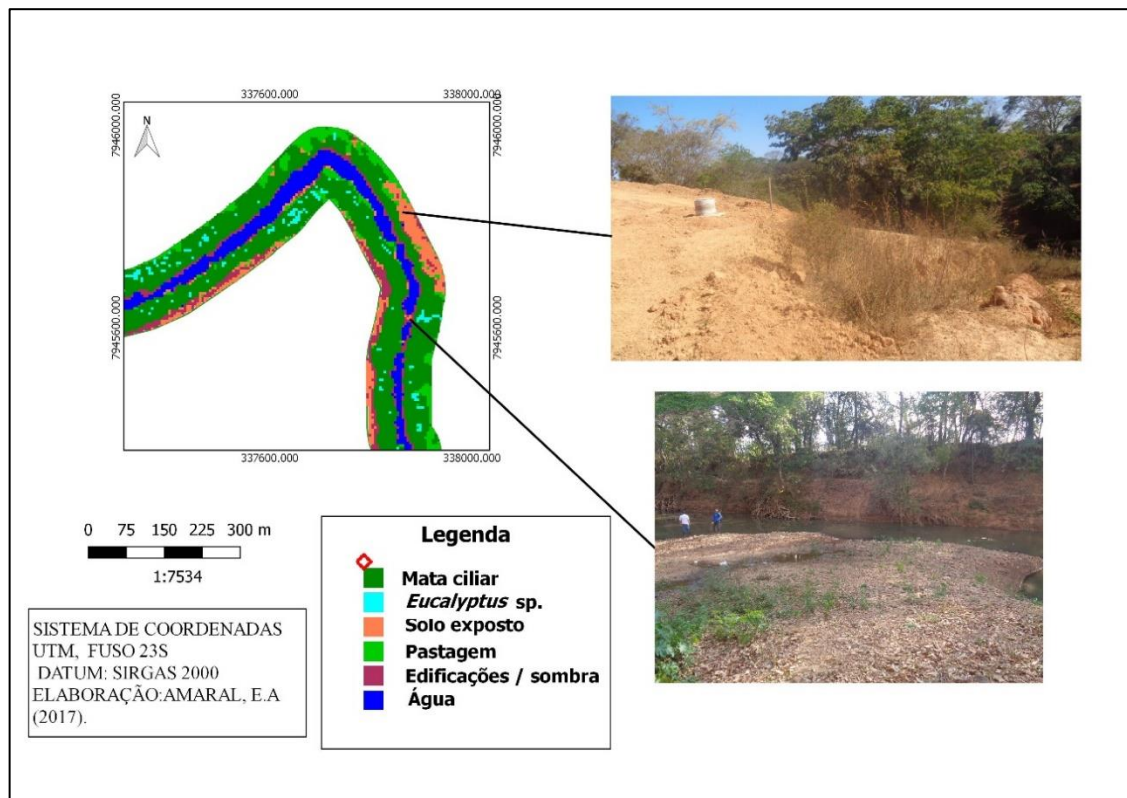 337600.000 338000.000
7946000.000 7946000.000
N
7945600.000 7945600.000
337600.000 338000.000
0 75 150 225 300 m
1:7534
Legenda
Mata ciliar
Eucalyptus sp.
Solo exposto
Pastagem
Edificações / sombra
Água
SISTEMA DE COORDENADAS
UTM, FUSO 23S
DATUM: SIRGAS 2000
ELABORAÇÃO:AMARAL, E.A
(2017).